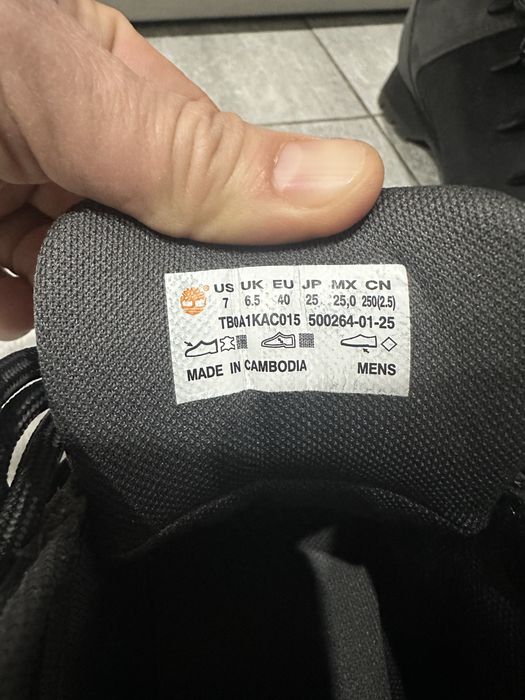 US UK EU JP MX CN
7 6.5 40 25 25,0 250(2.5)
TB0A1KAC015 500264-01-25
MADE IN CAMBODIA MENS